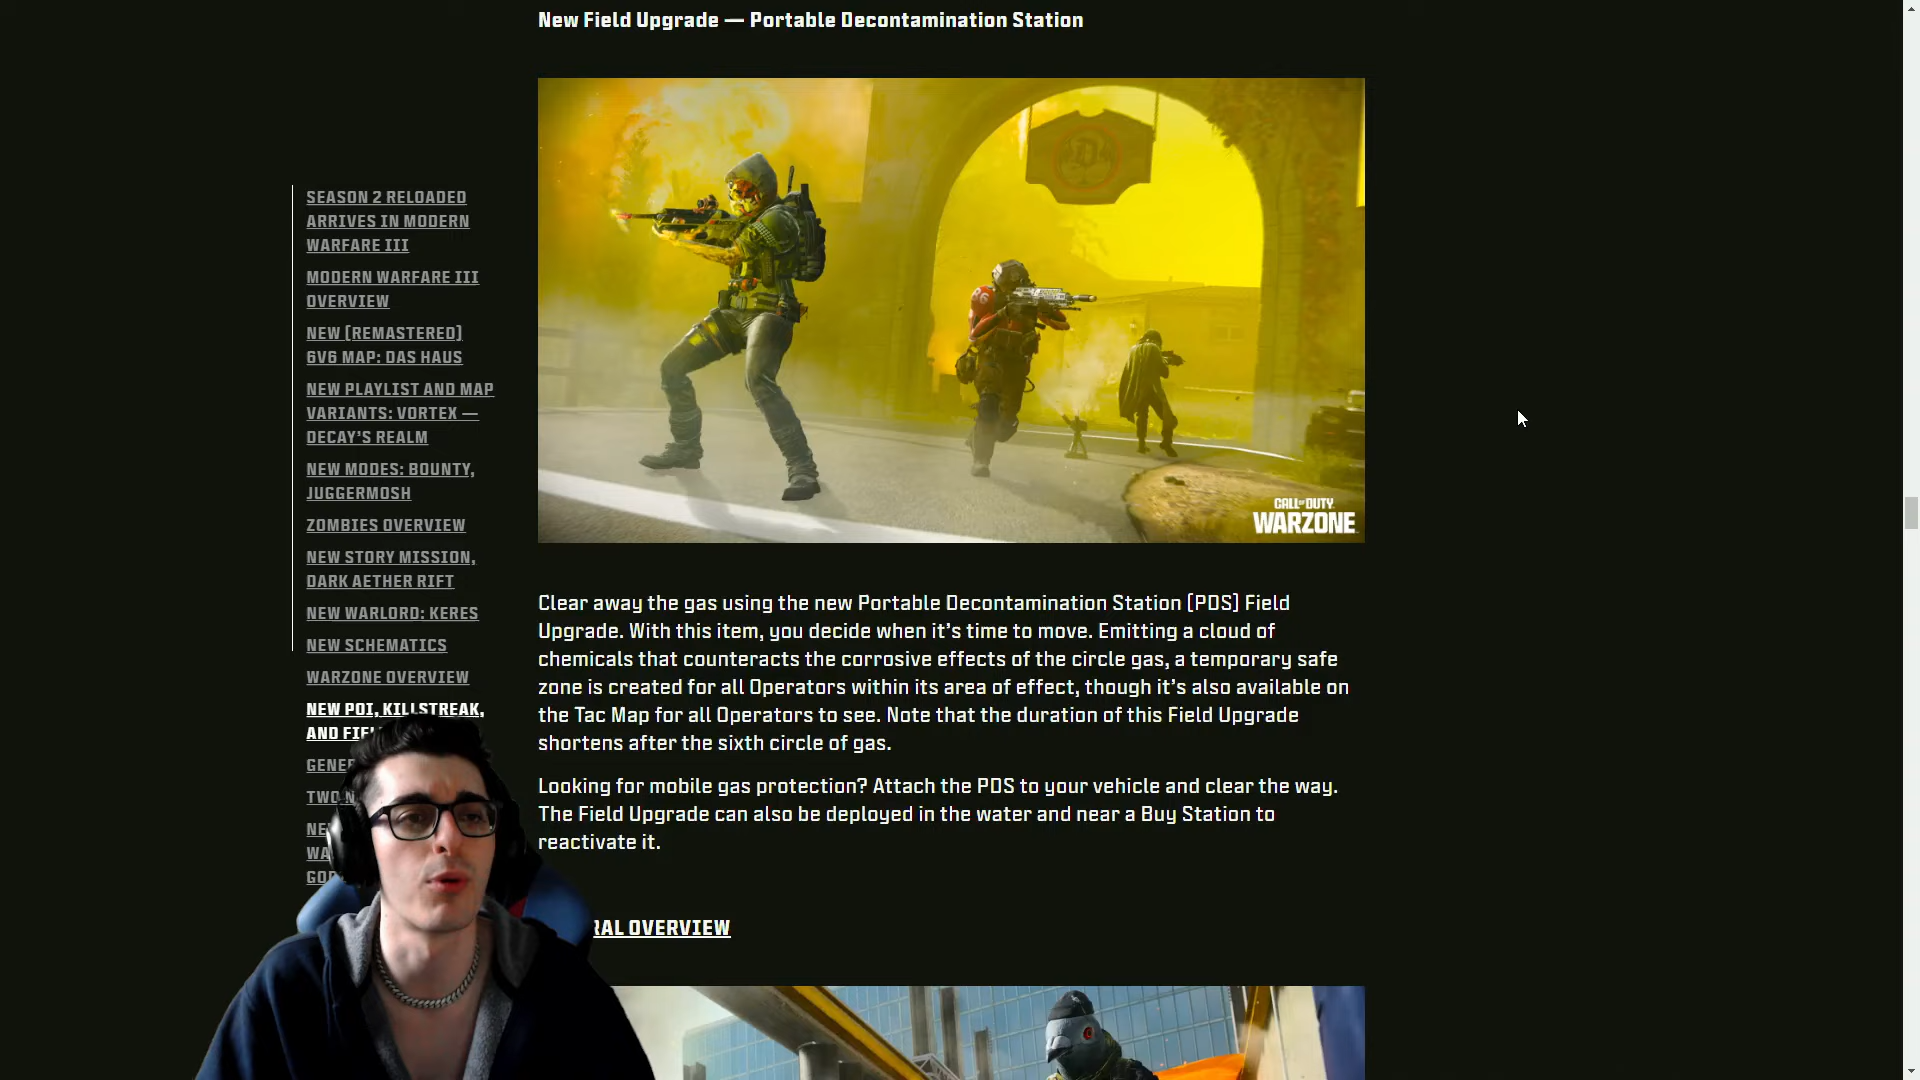 New Field Upgrade — Portable Decontamination Station
D
CALL OF DUTY
WARZONE
SEASON 2 RELOADED
ARRIVES IN MODERN
WARFARE III
MODERN WARFARE III
OVERVIEW
NEW (REMASTERED)
6V6 MAP: DAS HAUS
NEW PLAYLIST AND MAP
VARIANTS: VORTEX —
DECAY'S REALM
NEW MODES: BOUNTY,
JUGGERMOSH
ZOMBIES OVERVIEW
NEW STORY MISSION,
DARK AETHER RIFT
NEW WARLORD: KERES
NEW SCHEMATICS
WARZONE OVERVIEW
NEW POI, KILLSTREAK,
AND FIE
GENE
TWO N
NE
WA
GO
Clear away the gas using the new Portable Decontamination Station (PDS) Field
Upgrade. With this item, you decide when it's time to move. Emitting a cloud of
chemicals that counteracts the corrosive effects of the circle gas, a temporary safe
zone is created for all Operators within its area of effect, though it's also available on
the Tac Map for all Operators to see. Note that the duration of this Field Upgrade
shortens after the sixth circle of gas.
Looking for mobile gas protection? Attach the PDS to your vehicle and clear the way.
The Field Upgrade can also be deployed in the water and near a Buy Station to
reactivate it.
RAL OVERVIEW